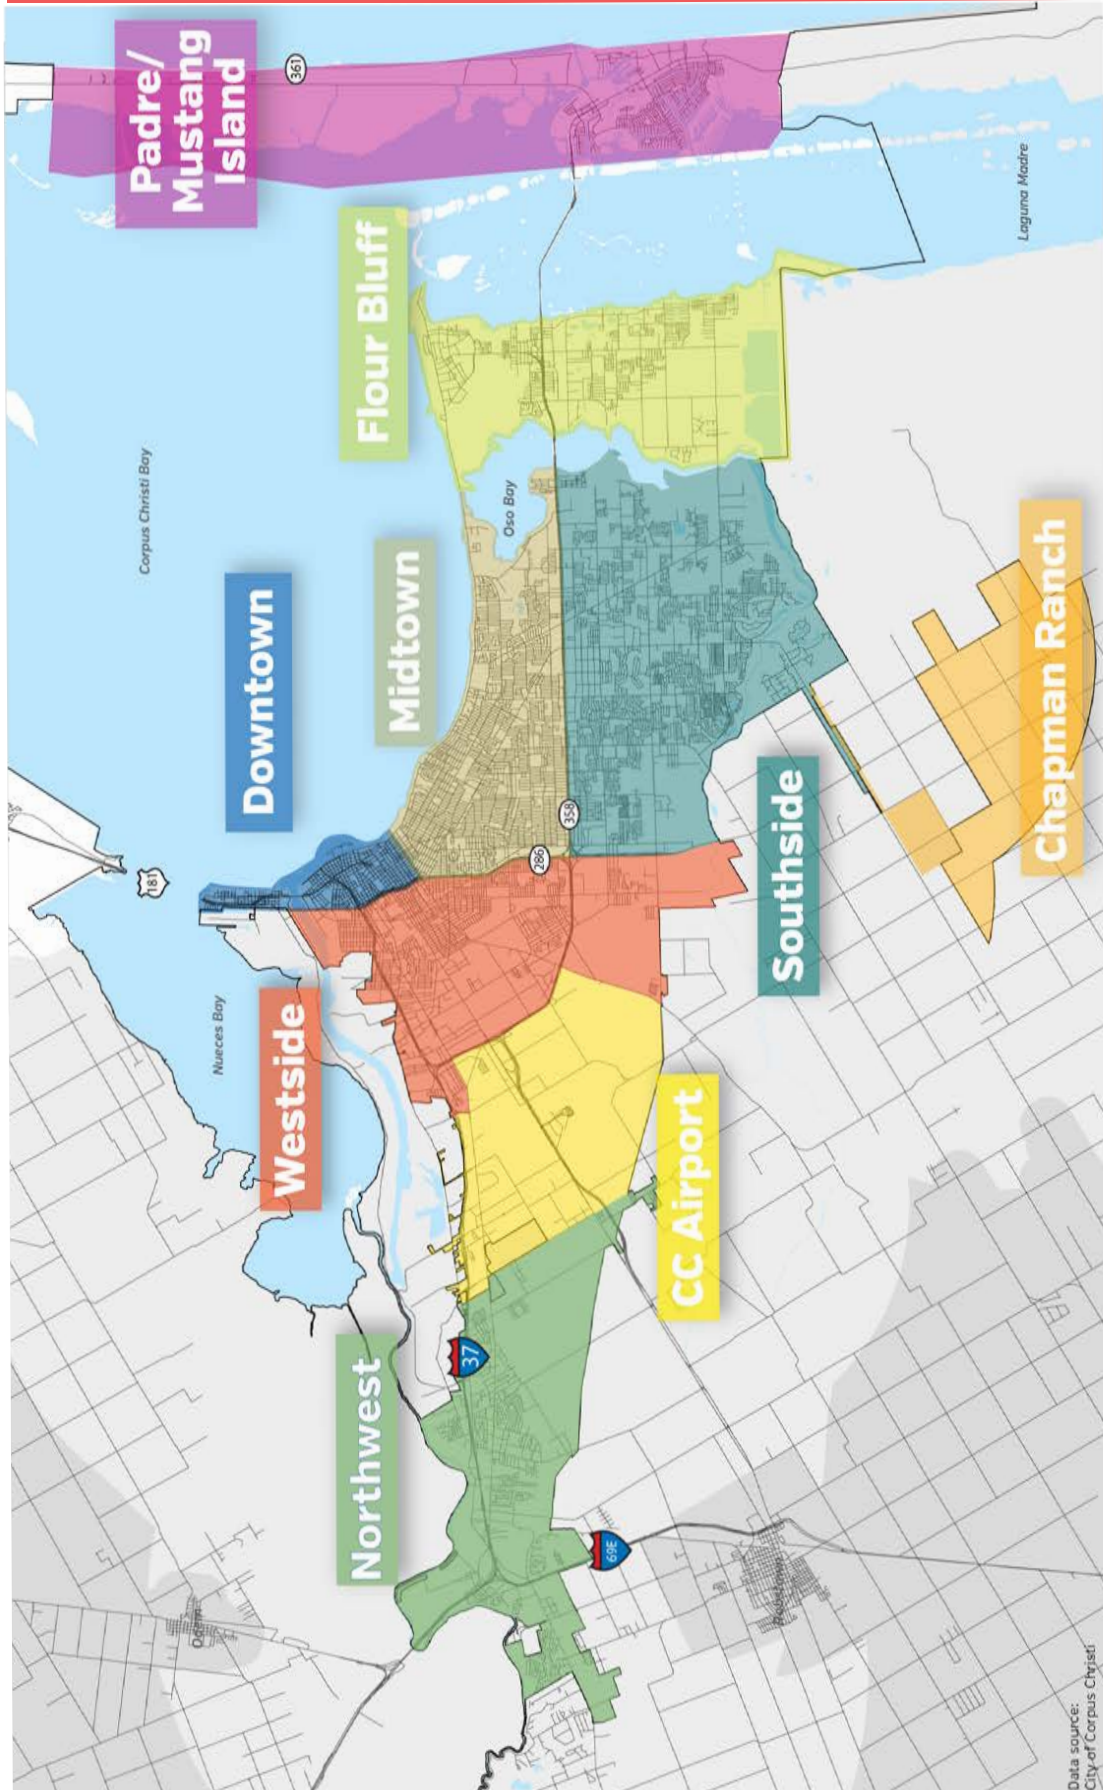 Padre/
Mustang
Island
361
Laguna Madre
Flour Bluff
Corpus Christi Bay
Oso Bay
Midtown
Downtown
Chapman Ranch
181
358
286
Southside
Nueces Bay
Westside
CC Airport
37
Northwest
69E
Odem
Robstown
Data source:
City of Corpus Christi